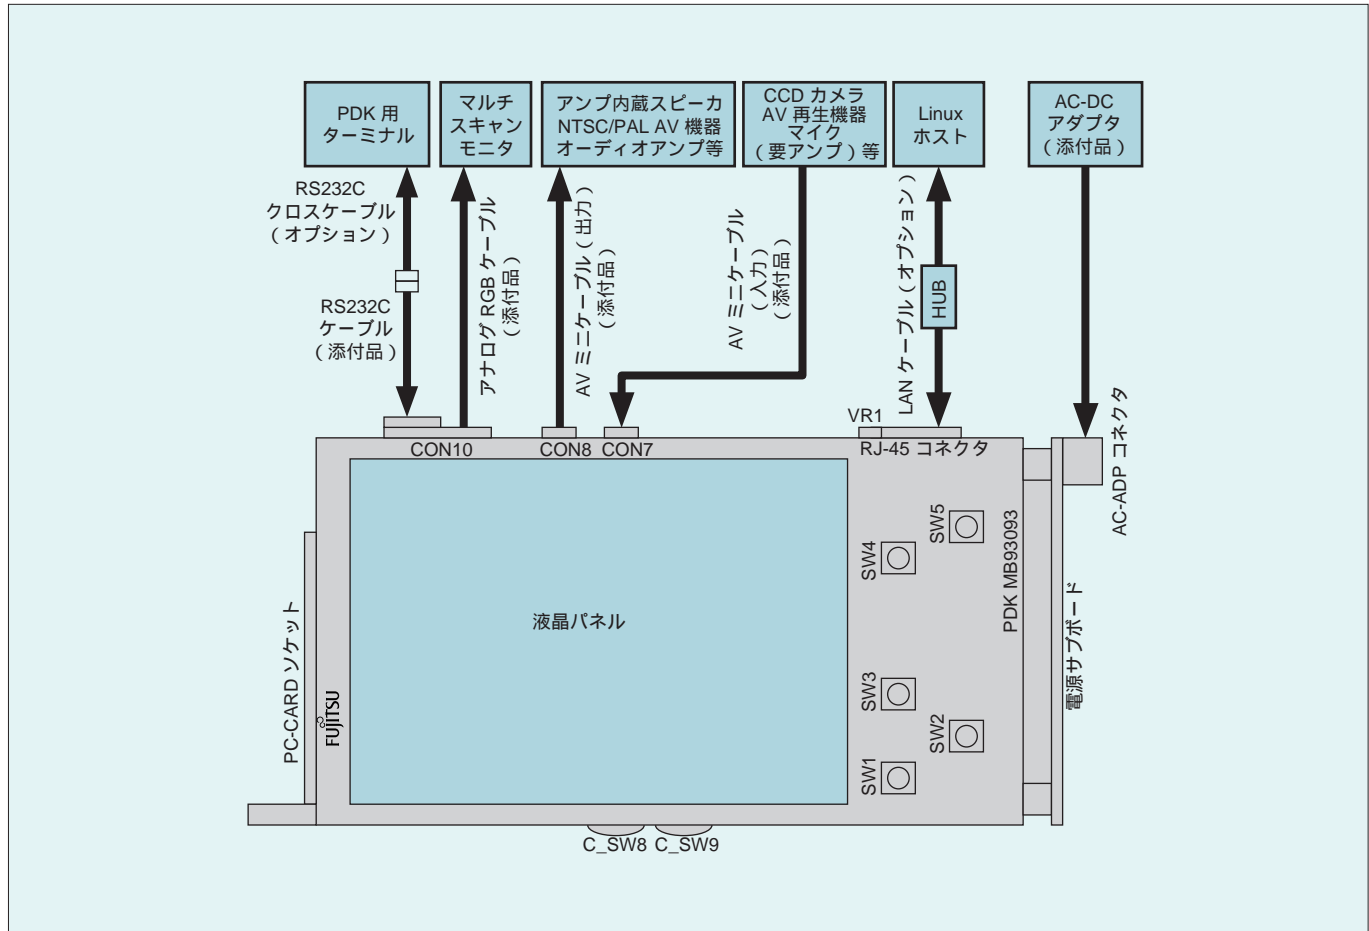 PDK 用
ターミナル
マルチ
スキャン
モニタ
アンプ内蔵スピーカ
NTSC/PAL AV 機器
オーディオアンプ等
CCD カメラ
AV 再生機器
マイク
（要アンプ）等
Linux
ホスト
AC-DC
アダプタ
（添付品）
RS232C
クロスケーブル
（オプション）
RS232C
ケーブル
（添付品）
アナログ RGB ケーブル
（添付品）
AV ミニケーブル（出力）
（添付品）
AV ミニケーブル
（入力）
（添付品）
LAN ケーブル（オプション）
HUB
AC-ADP コネクタ
VR1
CON10
CON8
CON7
RJ-45 コネクタ
SW5
SW4
PDK MB93093
液晶パネル
電源サブボード
PC-CARD ソケット
FUJITSU
SW3
SW2
SW1
C_SW8
C_SW9